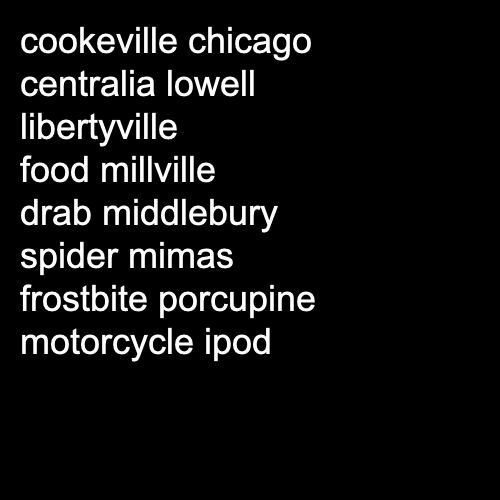 cookeville chicago
centralia lowell
libertyville
food millville
drab middlebury
spider mimas
frostbite porcupine
motorcycle ipod